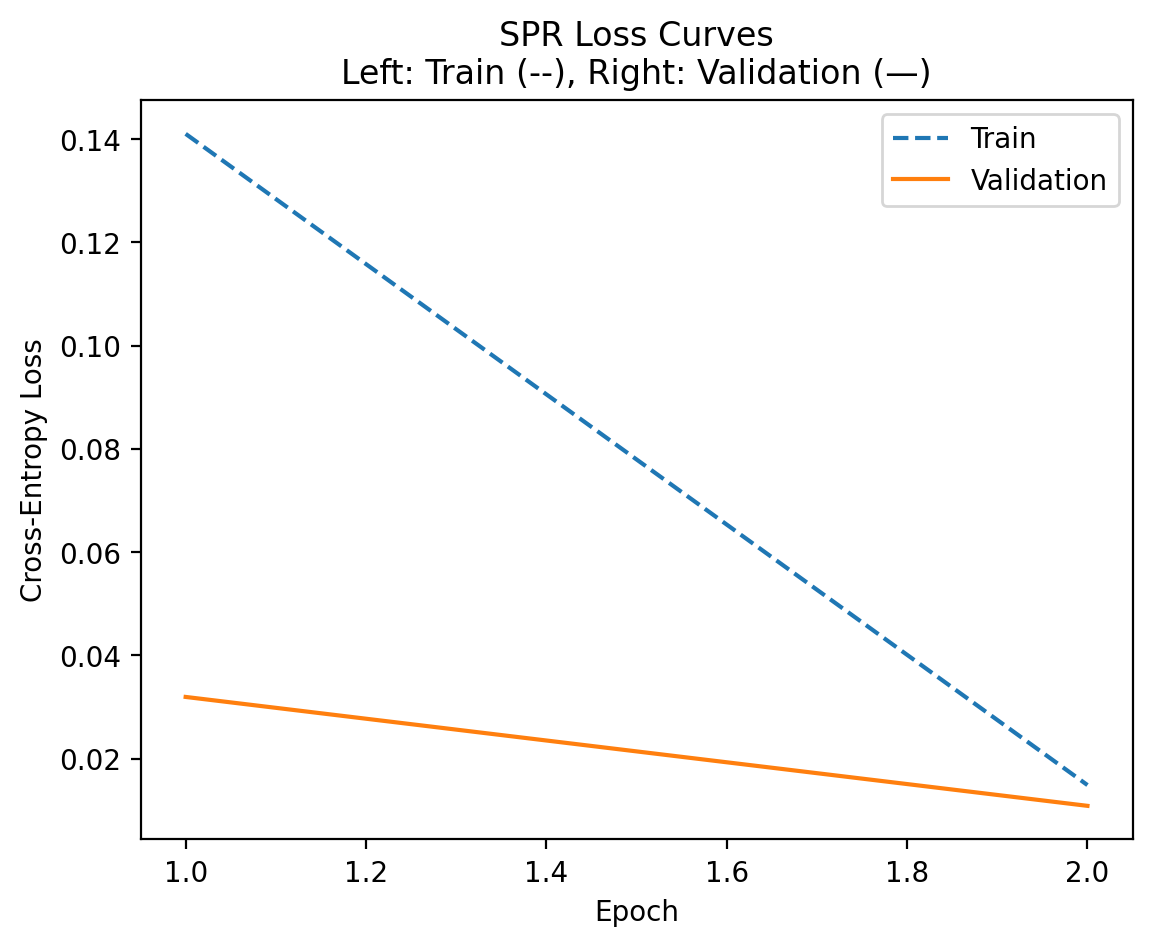 SPR Loss Curves
Left: Train (--), Right: Validation (—)
Train
Validation
0.14
0.12
0.10
0.08
0.06
0.04
0.02
Cross-Entropy Loss
1.0 1.2 1.4 1.6 1.8 2.0
Epoch